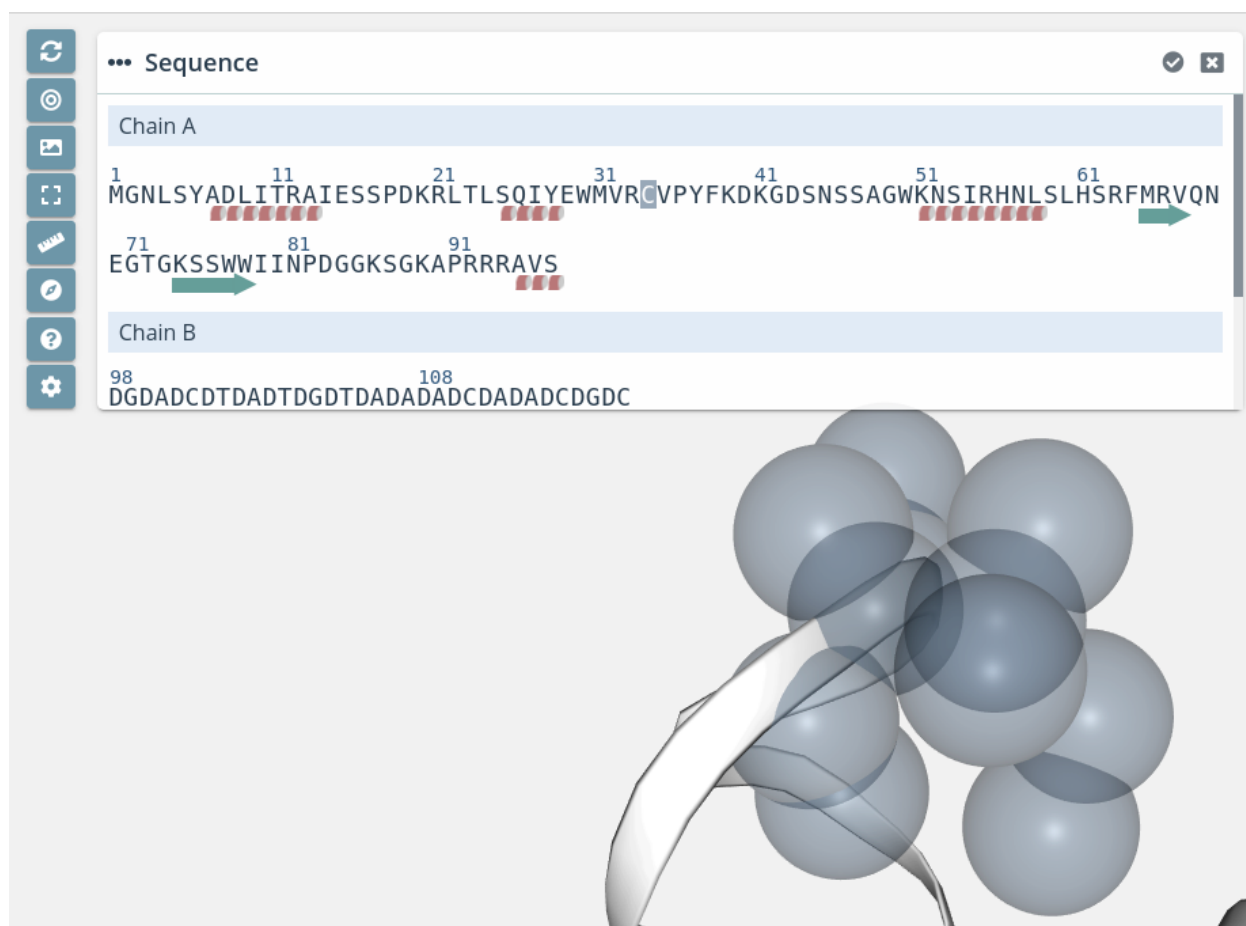 Sequence
Chain A
1 11 21 31 41 51 61
MGNLSYADLITRAIESSPDKRLTLSQIYEWMVRCVPYFKDKGDSNSSAGWKNSIRHNLSLHSRFMRVQN
71 81 91
EGTGKSSWWIINPDGGKSGKAPRRRAVS
Chain B
98 108
DGDADCDTDADTDGDTDADADADCDADADCDGDC